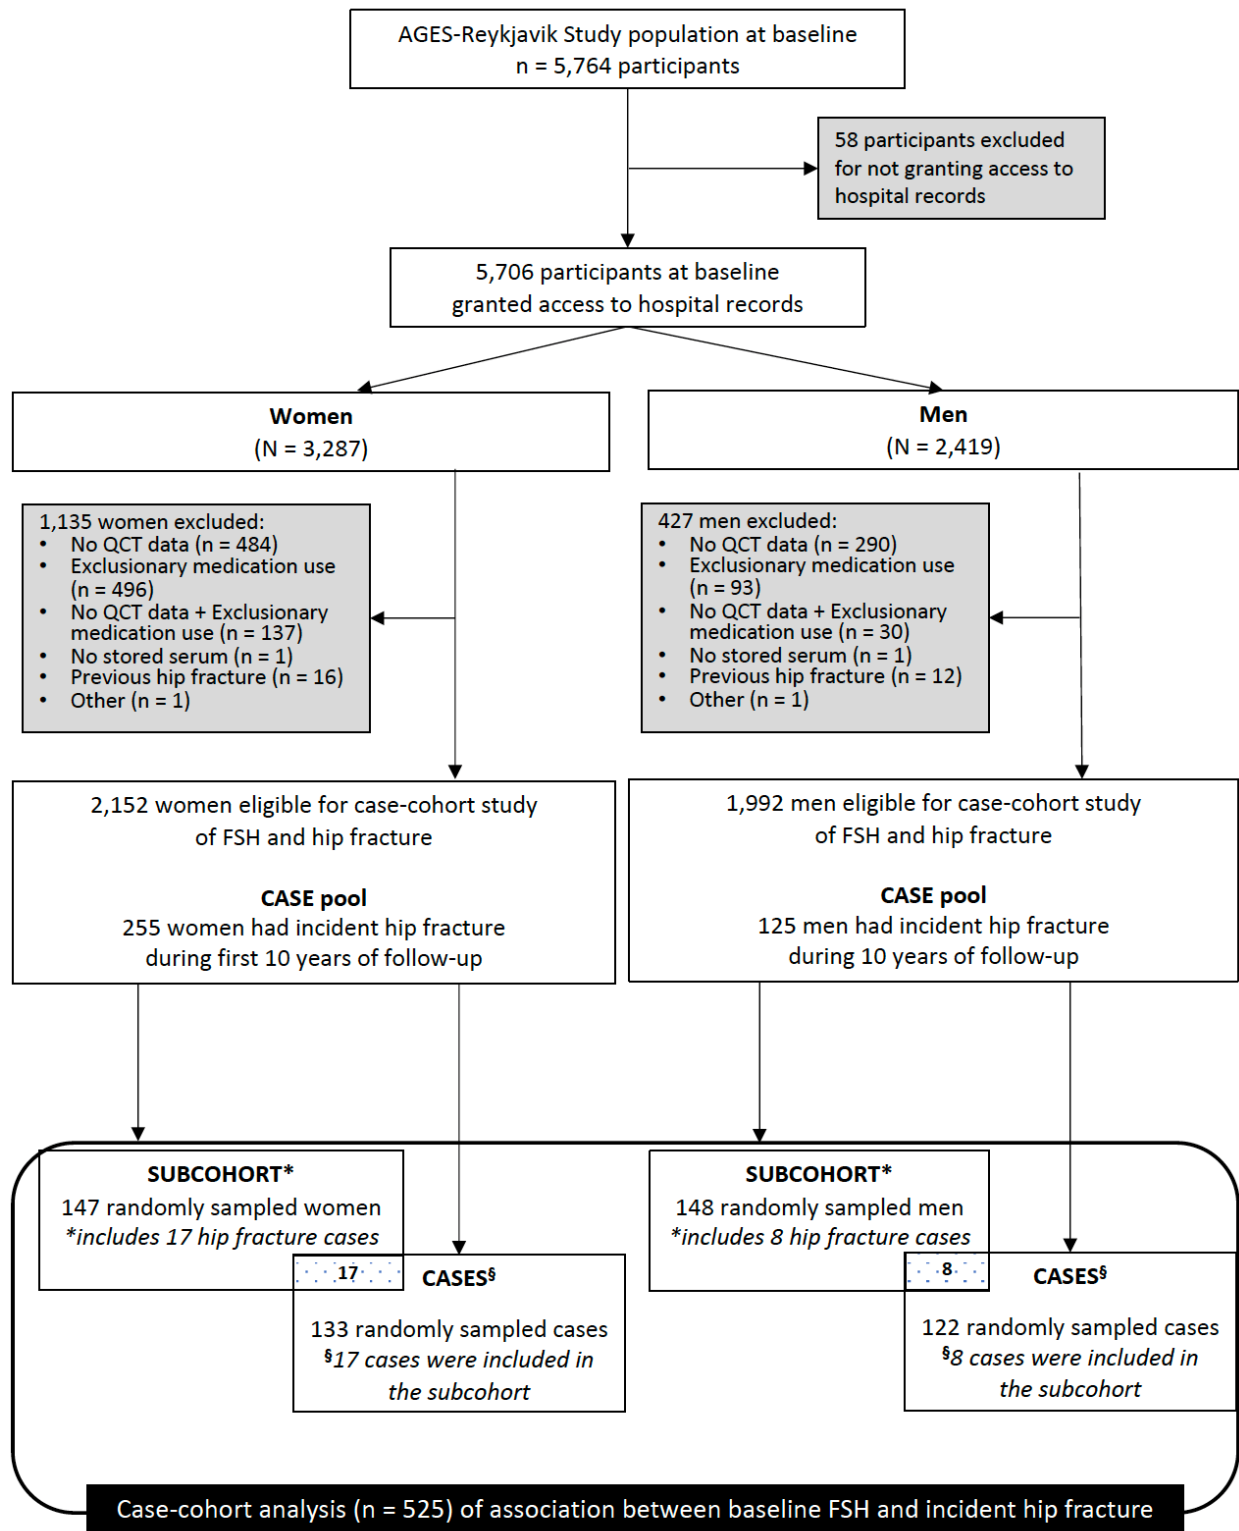 AGES-Reykjavik Study population at baseline
n = 5,764 participants
58 participants excluded
for not granting access to
hospital records
5,706 participants at baseline
granted access to hospital records
Women
(N = 3,287)
Men
(N = 2,419)
1,135 women excluded:
• No QCT data (n = 484)
• Exclusionary medication use
(n = 496)
• No QCT data + Exclusionary
medication use (n = 137)
• No stored serum (n = 1)
• Previous hip fracture (n = 16)
• Other (n = 1)
427 men excluded:
• No QCT data (n = 290)
• Exclusionary medication use
(n = 93)
• No QCT data + Exclusionary
medication use (n = 30)
• No stored serum (n = 1)
• Previous hip fracture (n = 12)
• Other (n = 1)
2,152 women eligible for case-cohort study
of FSH and hip fracture
CASE pool
255 women had incident hip fracture
during first 10 years of follow-up
1,992 men eligible for case-cohort study
of FSH and hip fracture
CASE pool
125 men had incident hip fracture
during 10 years of follow-up
SUBCOHORT*
147 randomly sampled women
*includes 17 hip fracture cases
17
CASES§
133 randomly sampled cases
§17 cases were included in
the subcohort
SUBCOHORT*
148 randomly sampled men
*includes 8 hip fracture cases
8
CASES§
122 randomly sampled cases
§8 cases were included in
the subcohort
Case-cohort analysis (n = 525) of association between baseline FSH and incident hip fracture